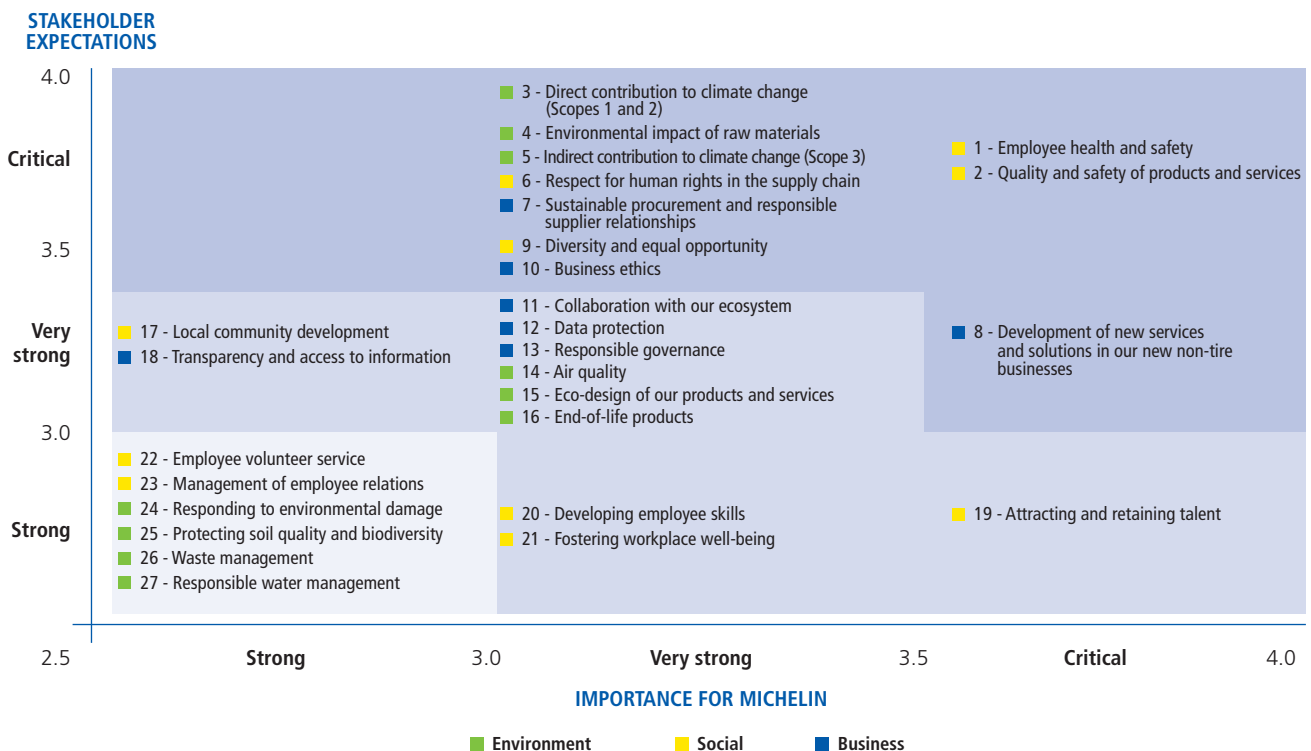 STAKEHOLDER
EXPECTATIONS
4.0
Critical
3.5
Very
strong
3.0
Strong
2.5
3 - Direct contribution to climate change
(Scopes 1 and 2)
4 - Environmental impact of raw materials
5 - Indirect contribution to climate change (Scope 3)
6 - Respect for human rights in the supply chain
7 - Sustainable procurement and responsible
supplier relationships
9 - Diversity and equal opportunity
10 - Business ethics
1 - Employee health and safety
2 - Quality and safety of products and services
17 - Local community development
18 - Transparency and access to information
11 - Collaboration with our ecosystem
12 - Data protection
13 - Responsible governance
14 - Air quality
15 - Eco-design of our products and services
16 - End-of-life products
8 - Development of new services
and solutions in our new non-tire
businesses
22 - Employee volunteer service
23 - Management of employee relations
24 - Responding to environmental damage
25 - Protecting soil quality and biodiversity
26 - Waste management
27 - Responsible water management
20 - Developing employee skills
21 - Fostering workplace well-being
19 - Attracting and retaining talent
Strong
3.0
Very strong
3.5
Critical
4.0
IMPORTANCE FOR MICHELIN
Environment
Social
Business